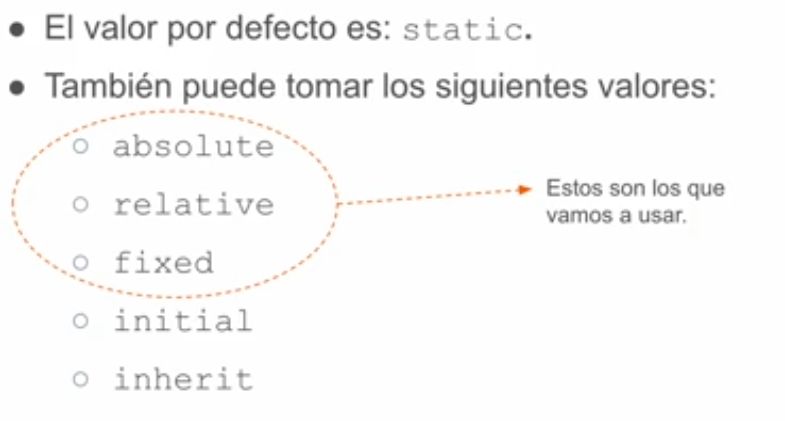 ● El valor por defecto es: static.
● También puede tomar los siguientes valores:
○ absolute
○ relative
○ fixed
○ initial
○ inherit
Estos son los que
vamos a usar.